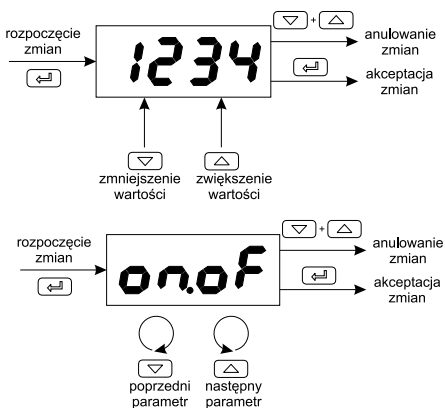 rozpoczęcie
zmian
1234
+
anulowanie
zmian
akceptacja
zmian
zmniejszenie
wartości
zwiększenie
wartości
rozpoczęcie
zmian
on.oF
+
anulowanie
zmian
akceptacja
zmian
poprzedni
parametr
następny
parametr